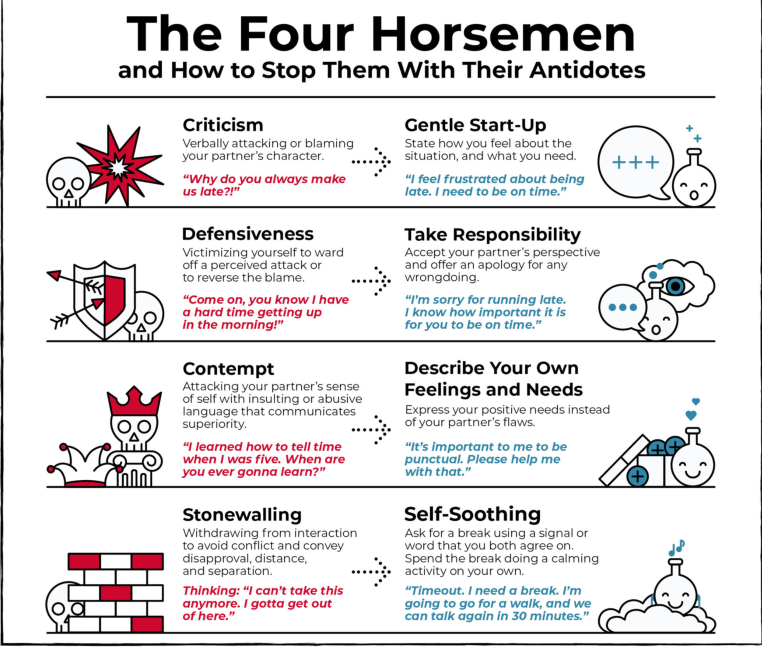 The Four Horsemen
and How to Stop Them With Their Antidotes
Criticism
Verbally attacking or blaming
your partner's character.
"Why do you always make
us late?!"
Gentle Start-Up
State how you feel about the
situation, and what you need.
"I feel frustrated about being
late. I need to be on time."
Defensiveness
Victimizing yourself to ward
off a perceived attack or
to reverse the blame.
"Come on, you know I have
a hard time getting up
in the morning!"
Take Responsibility
Accept your partner's perspective
and offer an apology for any
wrongdoing.
"I'm sorry for running late.
I know how important it is
for you to be on time."
Contempt
Attacking your partner's sense
of self with insulting or abusive
language that communicates
superiority.
"I learned how to tell time
when I was five. When are
you ever gonna learn?"
Describe Your Own
Feelings and Needs
Express your positive needs instead
of your partner's flaws.
"It's important to me to be
punctual. Please help me
with that."
Stonewalling
Withdrawing from interaction
to avoid conflict and convey
disapproval, distance,
and separation.
Thinking: "I can't take this
anymore. I gotta get out
of here."
Self-Soothing
Ask for a break using a signal or
word that you both agree on.
Spend the break doing a calming
activity on your own.
"Timeout. I need a break. I'm
going to go for a walk, and we
can talk again in 30 minutes."